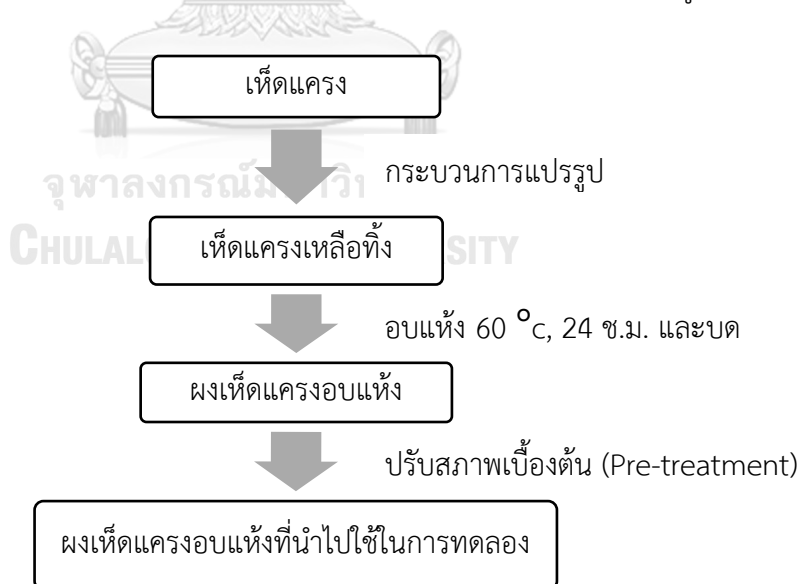 เห็ดแครง
กระบวนการแปรรูป
เห็ดแครงเหลือทิ้ง
อบแห้ง 60 °c, 24 ช.ม. และบด
ผงเห็ดแครงอบแห้ง
ปรับสภาพเบื้องต้น (Pre-treatment)
ผงเห็ดแครงอบแห้งที่นำไปใช้ในการทดลอง